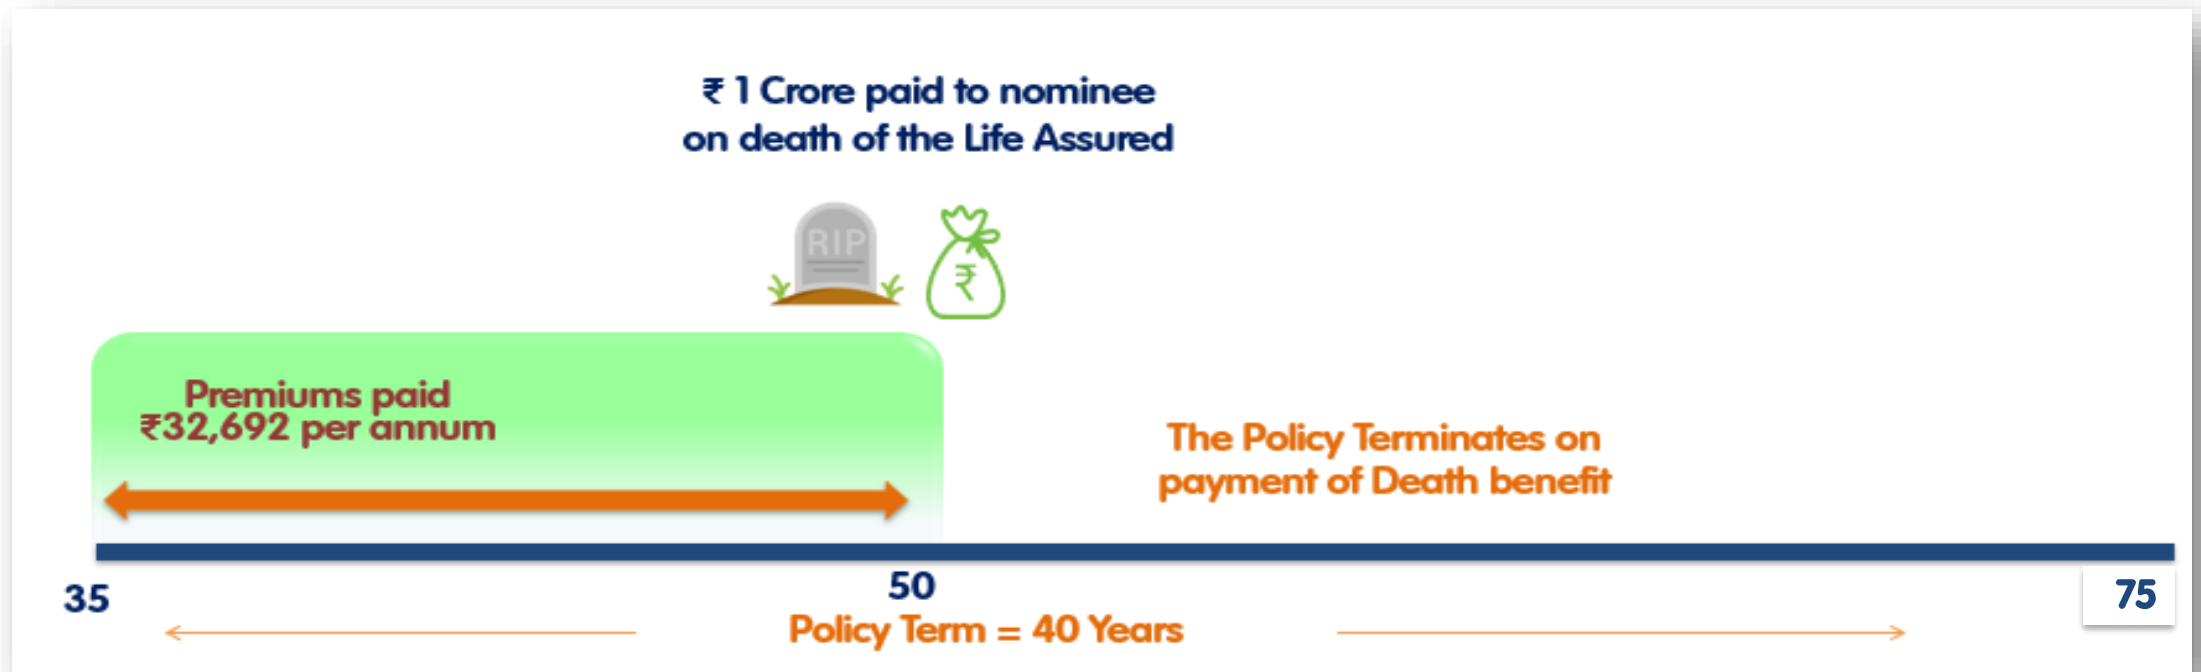 ₹ 1 Crore paid to nominee
on death of the Life Assured
RIP
₹
Premiums paid
₹32,692 per annum
The Policy Terminates on
payment of Death benefit
35
50
75
Policy Term = 40 Years